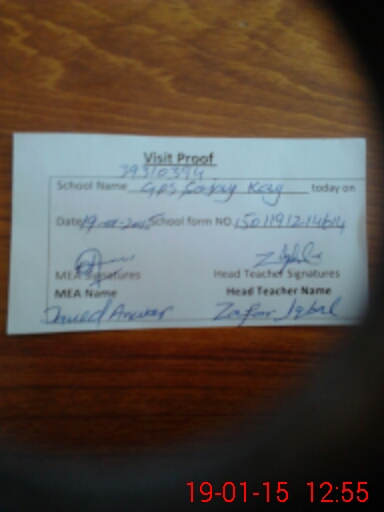 Visit Proof
39310394
School Name GPS Kay today on
Date 19-01-2015 School form NO.
MEA Signatures Head Teacher Signatures
MEA Name Head Teacher Name
Anwar Zafar Iqbal
19-01-15 12:55